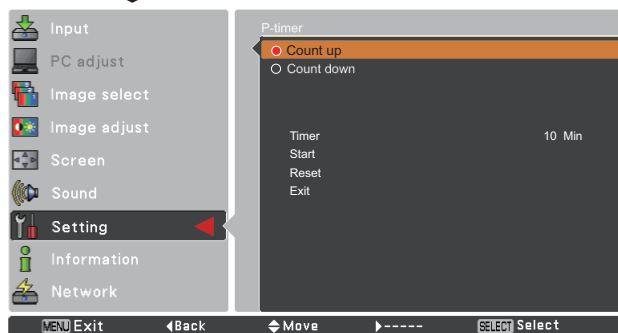 Input
PC adjust
Image select
Image adjust
Screen
Sound
Setting
Information
Network
P-timer
Count up
Count down
Timer 10 Min
Start
Reset
Exit
MENU Exit Back Move ----- SELECT Select